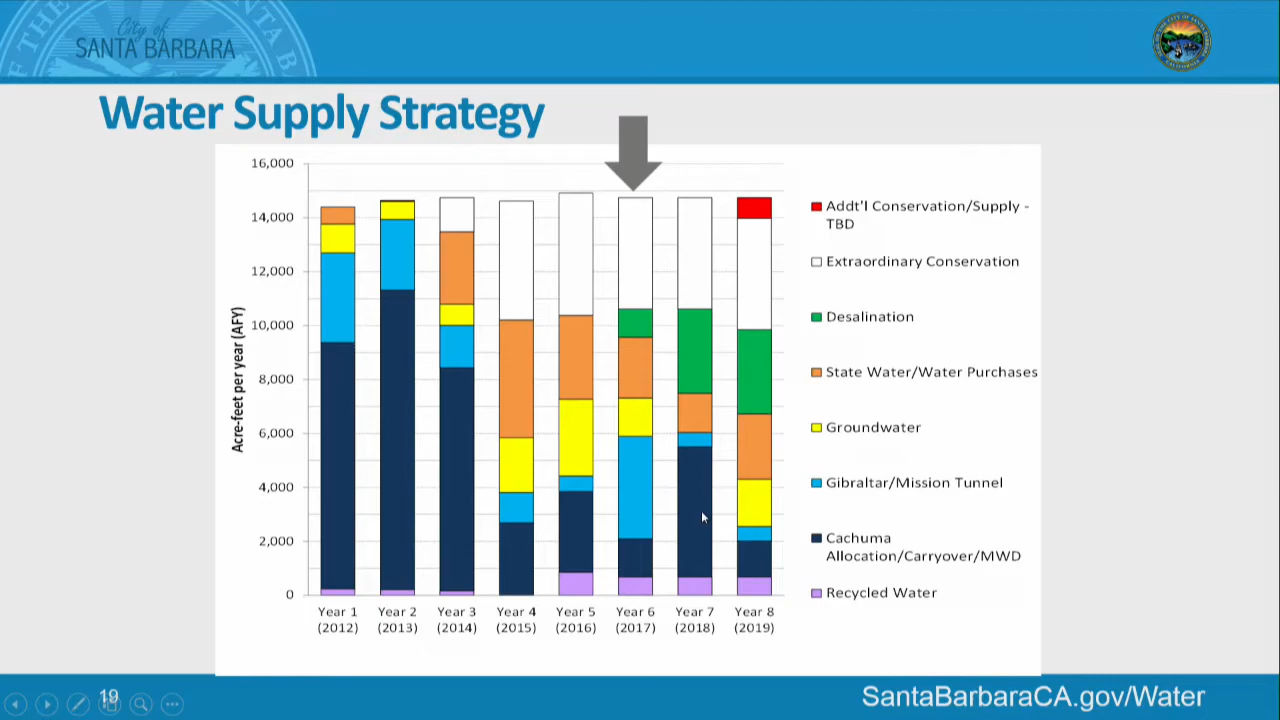 City of
SANTA BARBARA
Water Supply Strategy
16,000
14,000
12,000
10,000
8,000
6,000
4,000
2,000
0
Acre-feet per year (AFY)
Year 1
(2012)
Year 2
(2013)
Year 3
(2014)
Year 4
(2015)
Year 5
(2016)
Year 6
(2017)
Year 7
(2018)
Year 8
(2019)
Addt'l Conservation/Supply -
TBD
Extraordinary Conservation
Desalination
State Water/Water Purchases
Groundwater
Gibraltar/Mission Tunnel
Cachuma
Allocation/Carryover/MWD
Recycled Water
19
SantaBarbaraCA.gov/Water